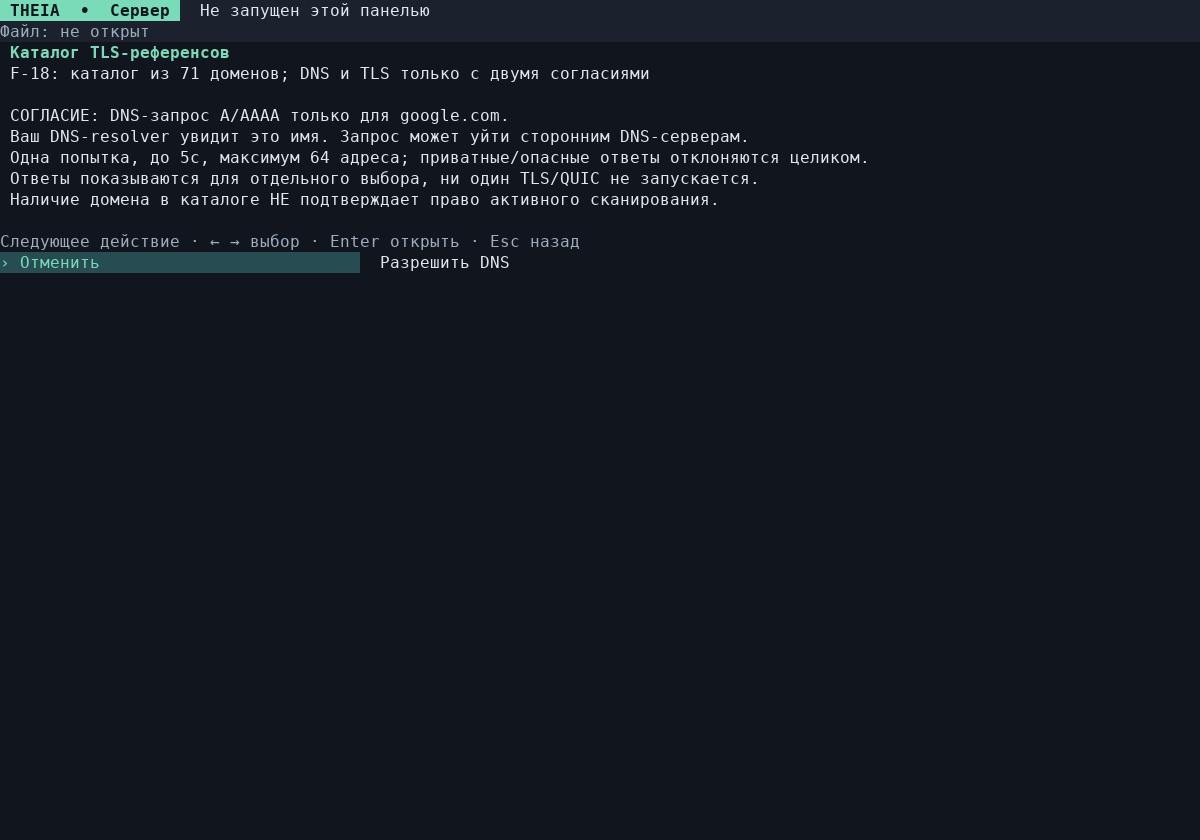 THEIA • Сервер Не запущен этой панелью
Файл: не открыт
Каталог TLS-референсов
F-18: каталог из 71 доменов; DNS и TLS только с двумя согласиями
СОГЛАСИЕ: DNS-запрос A/AAAA только для google.com.
Ваш DNS-resolver увидит это имя. Запрос может уйти сторонним DNS-серверам.
Одна попытка, до 5с, максимум 64 адреса; приватные/опасные ответы отклоняются целиком.
Ответы показываются для отдельного выбора, ни один TLS/QUIC не запускается.
Наличие домена в каталоге НЕ подтверждает право активного сканирования.
Следующее действие · ← → выбор · Enter открыть · Esc назад
› Отменить Разрешить DNS